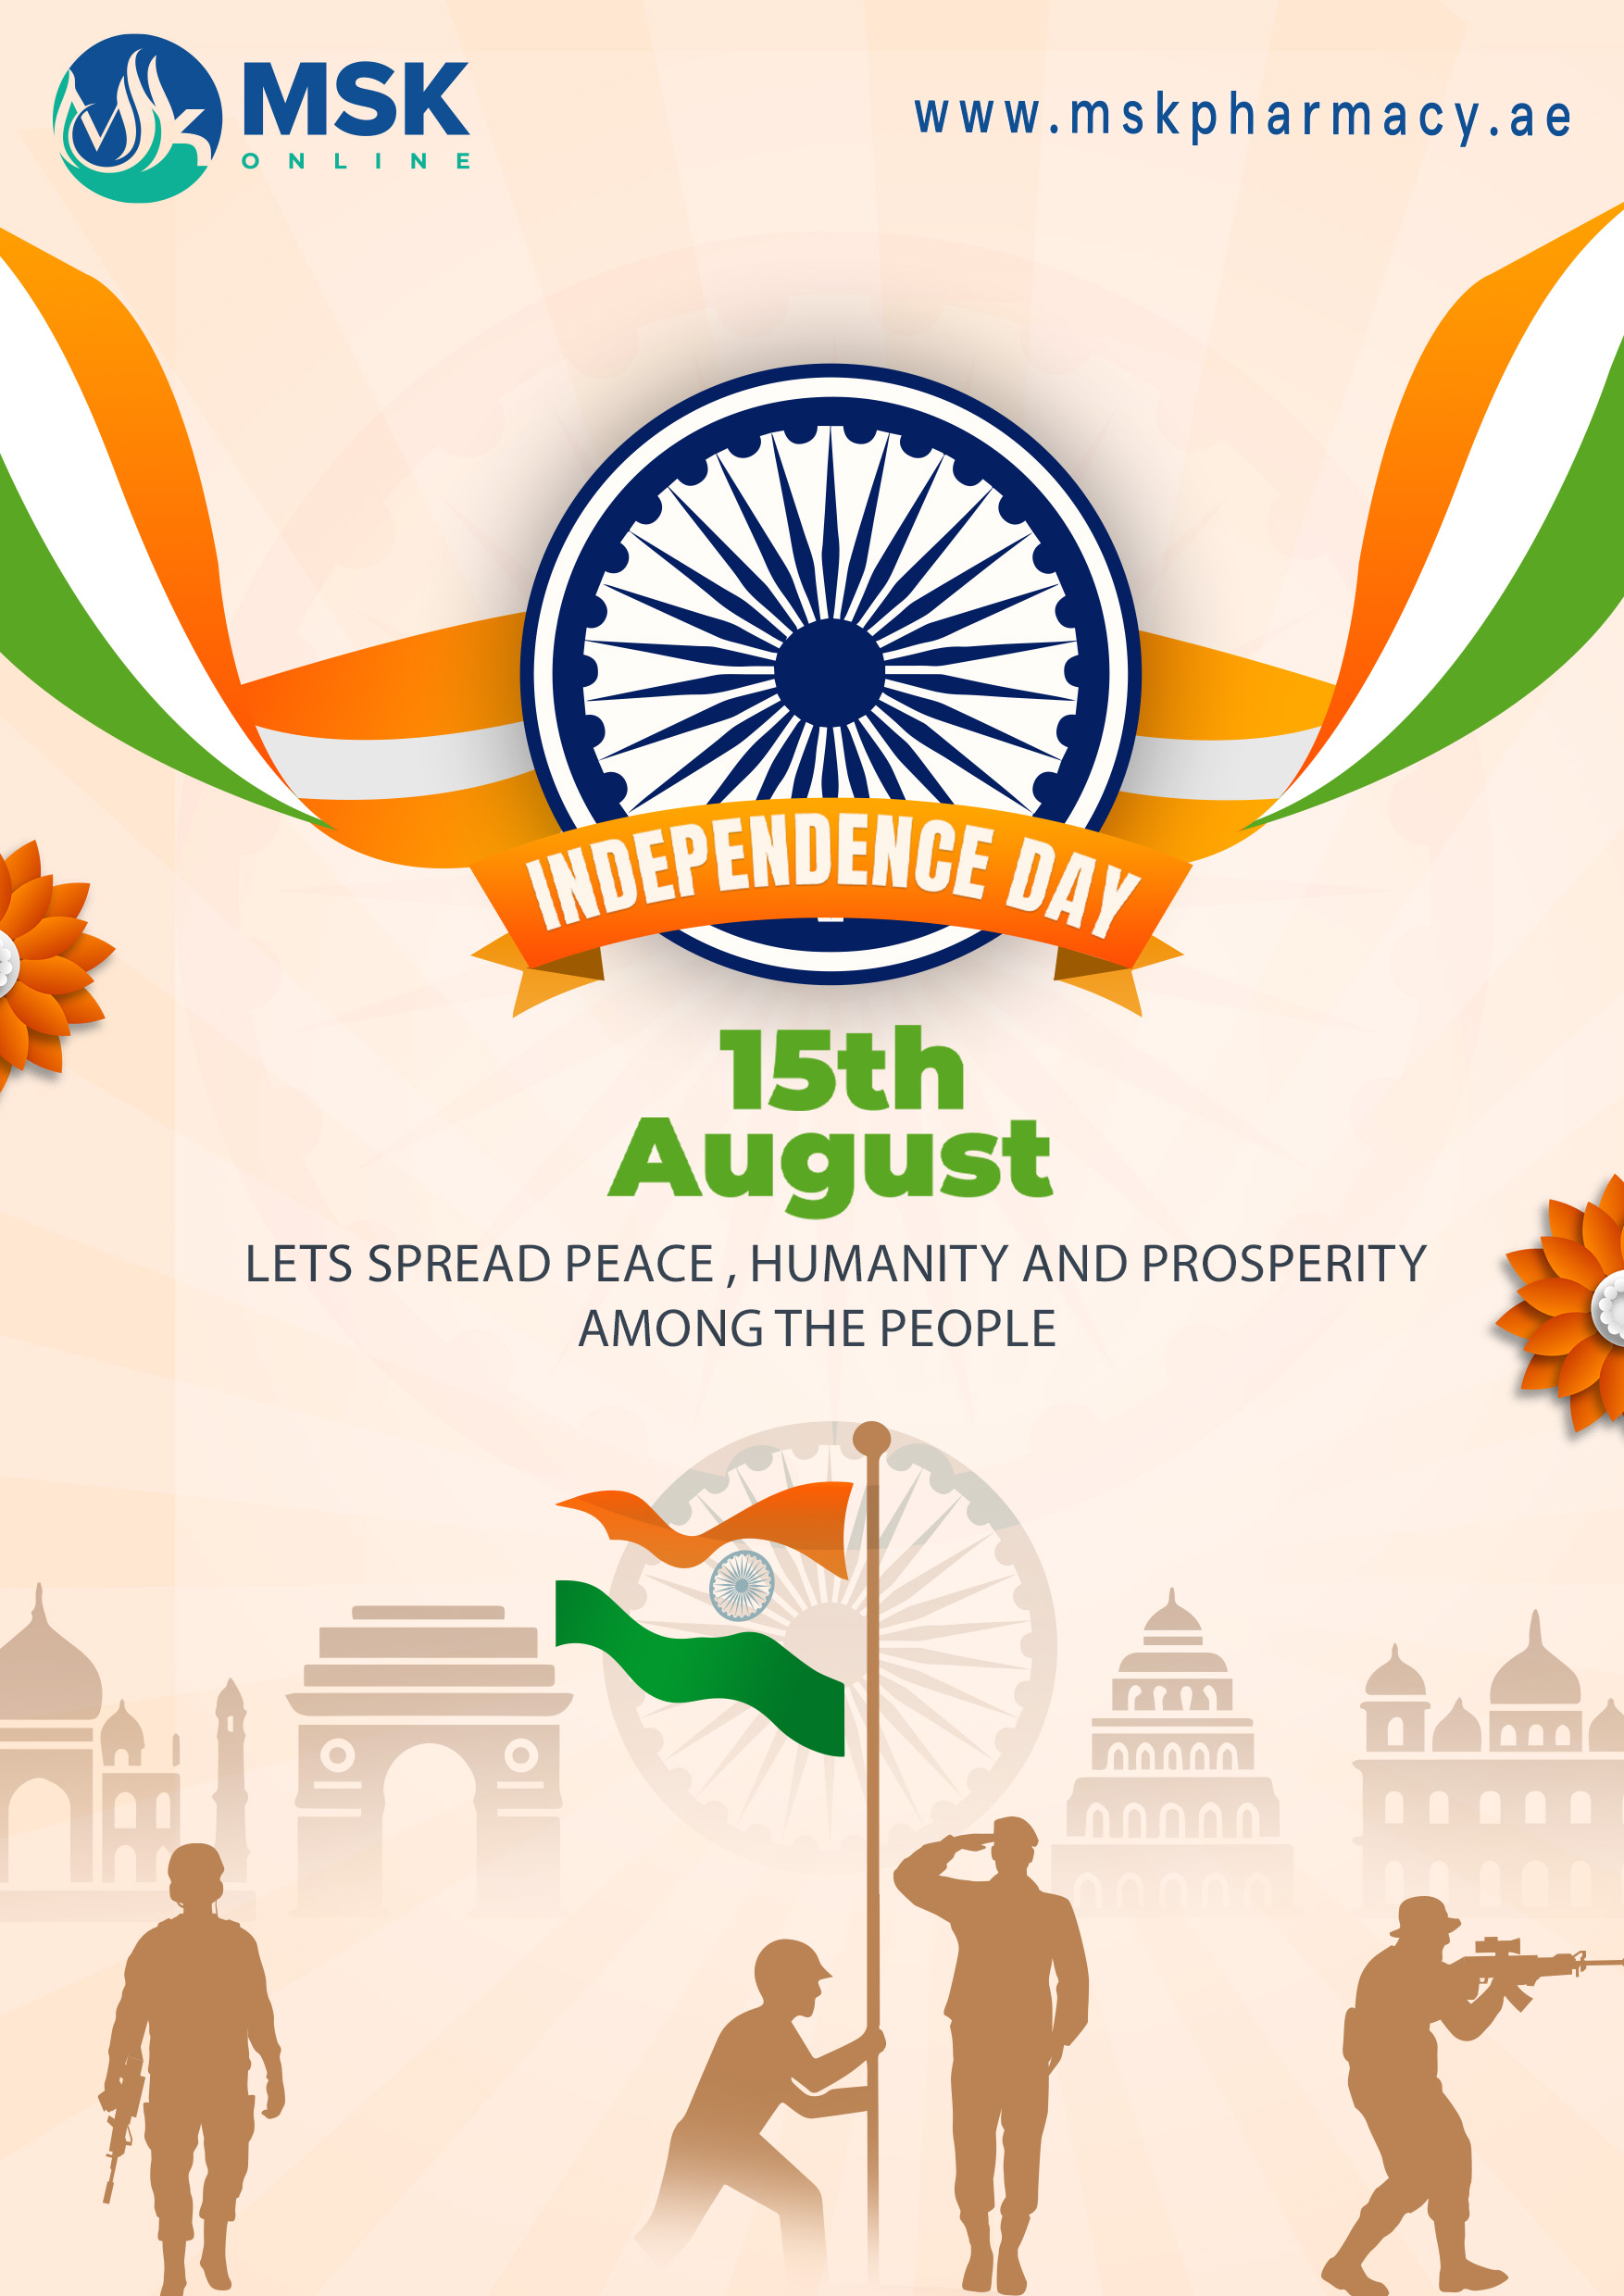 MSK
ONLINE
www.mskpharmacy.ae
INDEPENDENCE DAY
15th
August
LETS SPREAD PEACE , HUMANITY AND PROSPERITY
AMONG THE PEOPLE